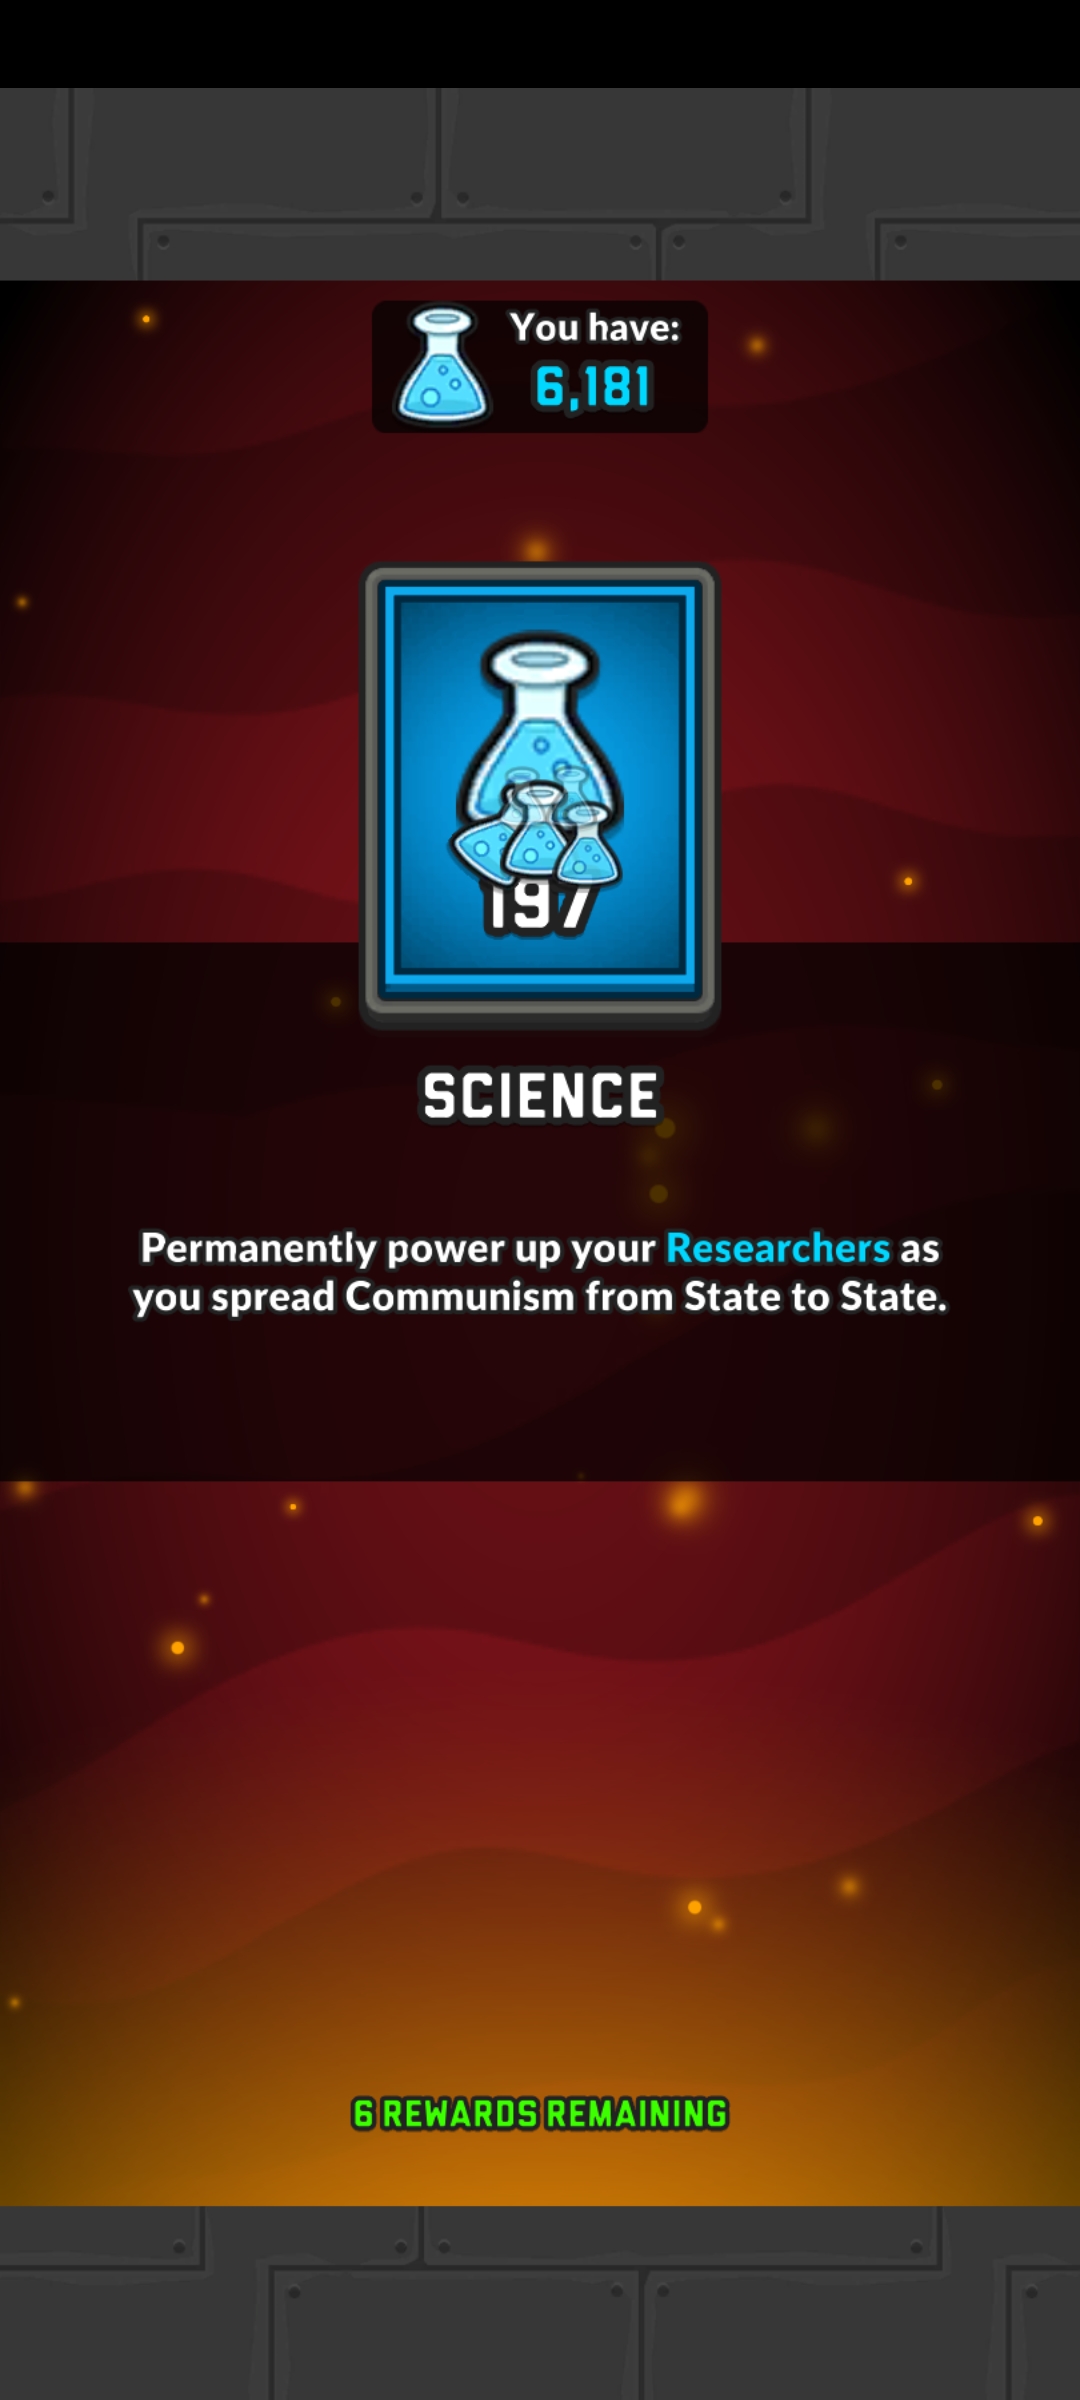 You have:
6,181
197
SCIENCE
Permanently power up your Researchers as
you spread Communism from State to State.
6 REWARDS REMAINING